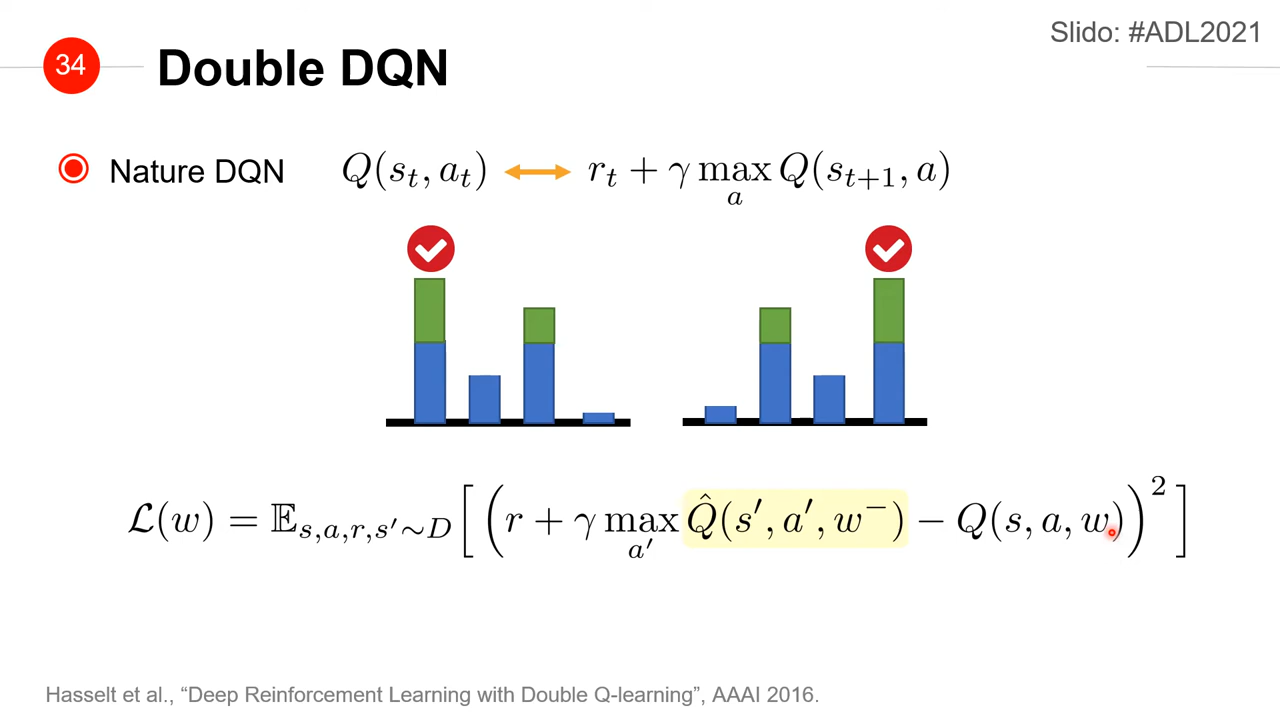 Slido: #ADL2021
34
Double DQN
Nature DQN Q(s_t, a_t) ↔ r_t + γ max_a Q(s_{t+1}, a)
ℒ(w) = 𝔼_{s,a,r,s′∼D} [ ( r + γ max_{a′} Q̂(s′, a′, w⁻) − Q(s, a, w) )² ]
Hasselt et al., “Deep Reinforcement Learning with Double Q-learning”, AAAI 2016.